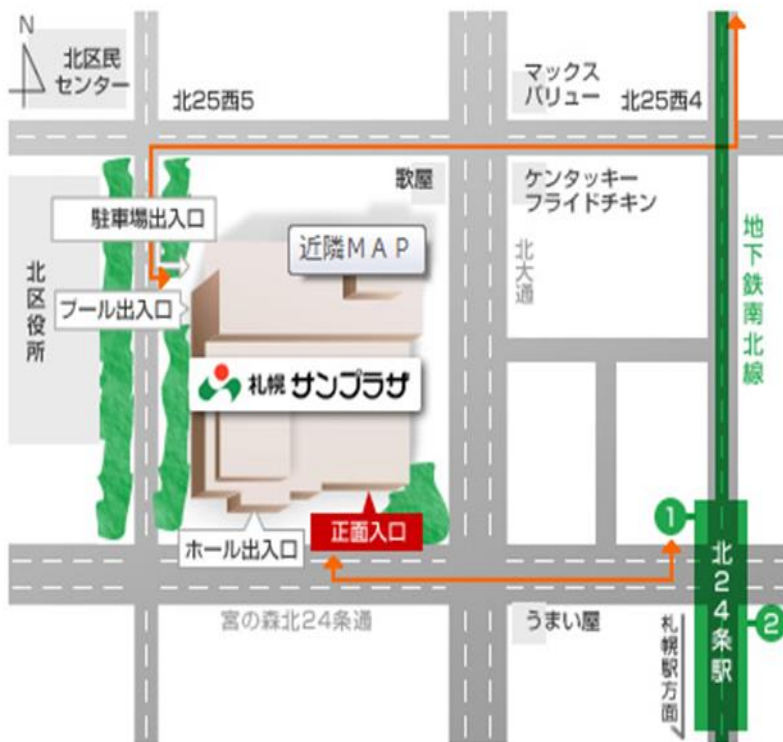 N
北区民
センター
北25西5
マックス
バリュー
北25西4
歌屋
ケンタッキー
フライドチキン
駐車場出入口
近隣MAP
北大通
地下鉄南北線
北区役所
プール出入口
札幌 サンプラザ
1
正面入口
ホール出入口
北24条駅
宮の森北24条通
うまい屋
札幌駅方面
2